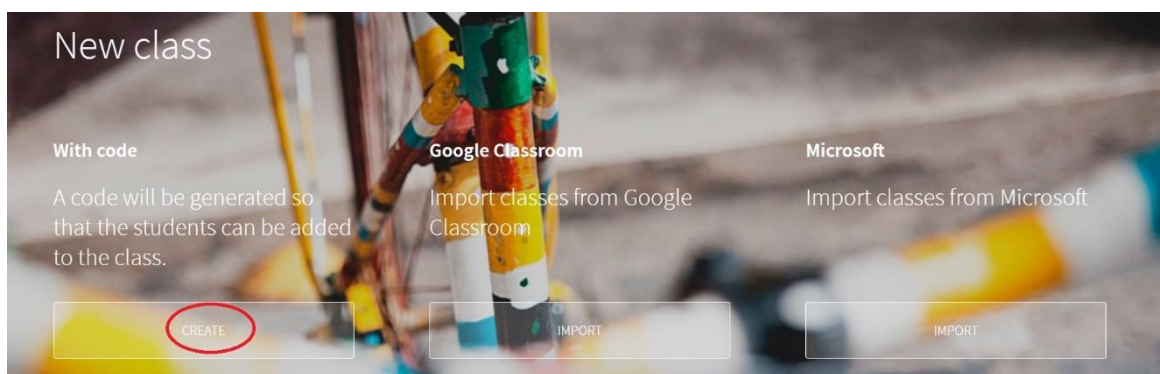 New class
With code
A code will be generated so
that the students can be added
to the class.
CREATE
Google Classroom
Import classes from Google
Classroom
IMPORT
Microsoft
Import classes from Microsoft
IMPORT